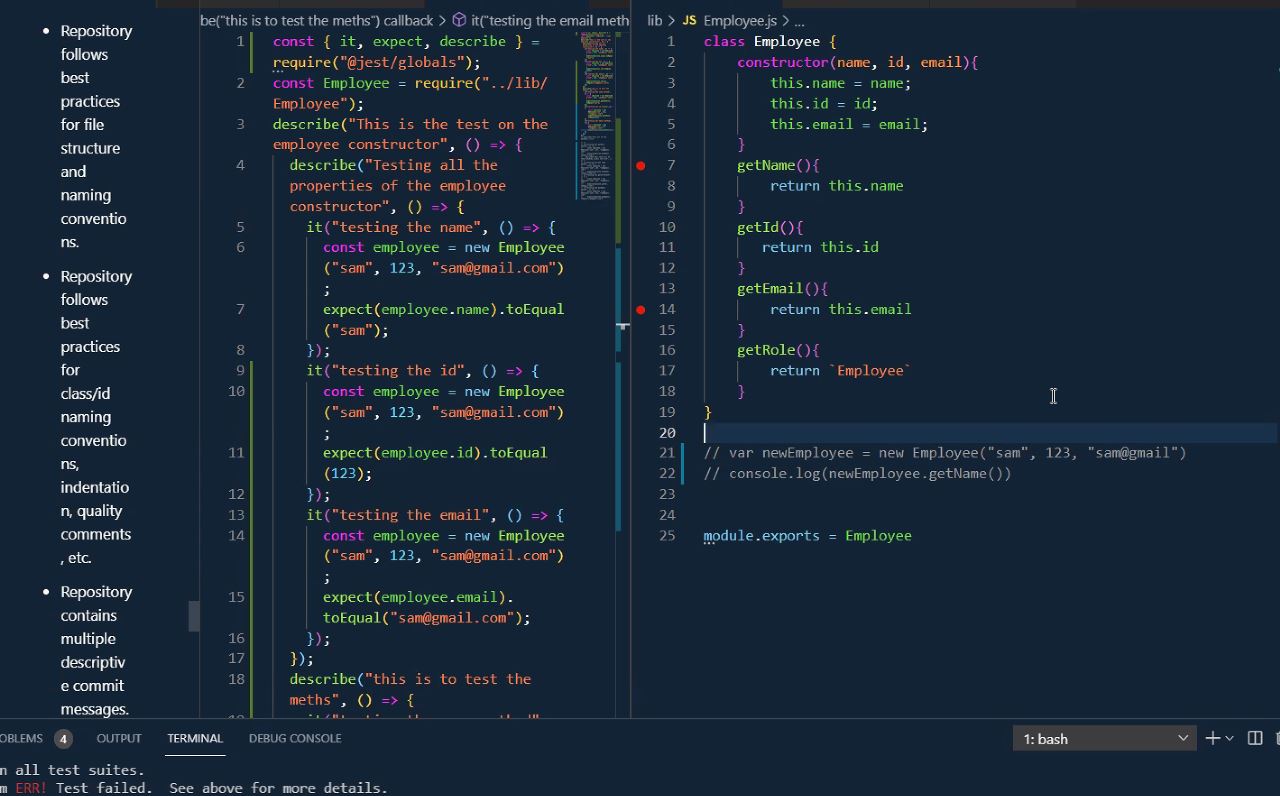 Repository
follows
best
practices
for file
structure
and
naming
conventio
ns.
Repository
follows
best
practices
for
class/id
naming
conventio
ns,
indentatio
n, quality
comments
, etc.
Repository
contains
multiple
descriptiv
e commit
messages.
be("this is to test the meths") callback > it("testing the email meth
1 const { it, expect, describe } =
require("@jest/globals");
2 const Employee = require("../lib/
Employee");
3 describe("This is the test on the
employee constructor", () => {
4 describe("Testing all the
properties of the employee
constructor", () => {
5 it("testing the name", () => {
6 const employee = new Employee
("sam", 123, "sam@gmail.com")
;
7 expect(employee.name).toEqual
("sam");
8 });
9 it("testing the id", () => {
10 const employee = new Employee
("sam", 123, "sam@gmail.com")
;
11 expect(employee.id).toEqual
(123);
12 });
13 it("testing the email", () => {
14 const employee = new Employee
("sam", 123, "sam@gmail.com")
;
15 expect(employee.email).
toEqual("sam@gmail.com");
16 });
17 });
18 describe("this is to test the
meths", () => {
lib > JS Employee.js > ...
1 class Employee {
2 constructor(name, id, email){
3 this.name = name;
4 this.id = id;
5 this.email = email;
6 }
7 getName(){
8 return this.name
9 }
10 getId(){
11 return this.id
12 }
13 getEmail(){
14 return this.email
15 }
16 getRole(){
17 return `Employee`
18 }
19 }
20
21 // var newEmployee = new Employee("sam", 123, "sam@gmail")
22 // console.log(newEmployee.getName())
23
24
25 module.exports = Employee
OBLEMS 4 OUTPUT TERMINAL DEBUG CONSOLE 1: bash
n all test suites.
m ERR! Test failed. See above for more details.